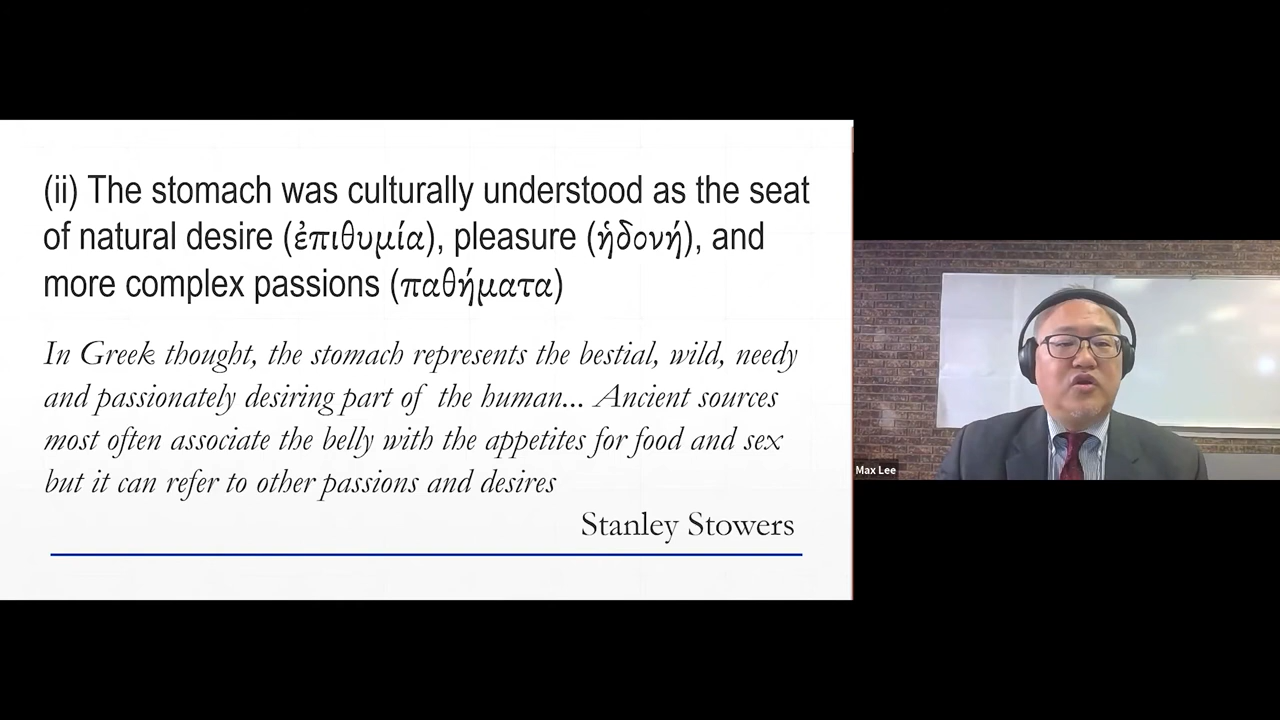 (ii) The stomach was culturally understood as the seat
of natural desire (ἐπιθυμία), pleasure (ἡδονή), and
more complex passions (παθήματα)
In Greek thought, the stomach represents the bestial, wild, needy
and passionately desiring part of the human... Ancient sources
most often associate the belly with the appetites for food and sex
but it can refer to other passions and desires
Stanley Stowers
Max Lee